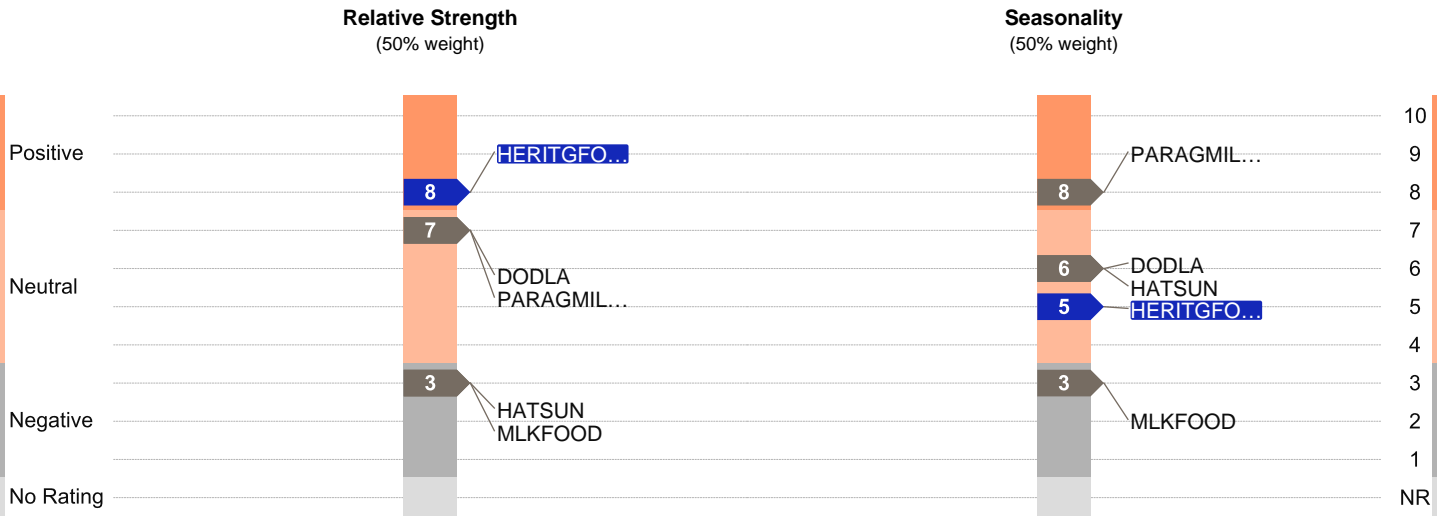 Relative Strength
(50% weight)
Seasonality
(50% weight)
Positive
Neutral
Negative
No Rating
HERITGFO...
8
7
DODLA
PARAGMIL...
3
HATSUN
MLKFOOD
PARAGMIL...
8
6
DODLA
HATSUN
5
HERITGFO...
3
MLKFOOD
10
9
8
7
6
5
4
3
2
1
NR